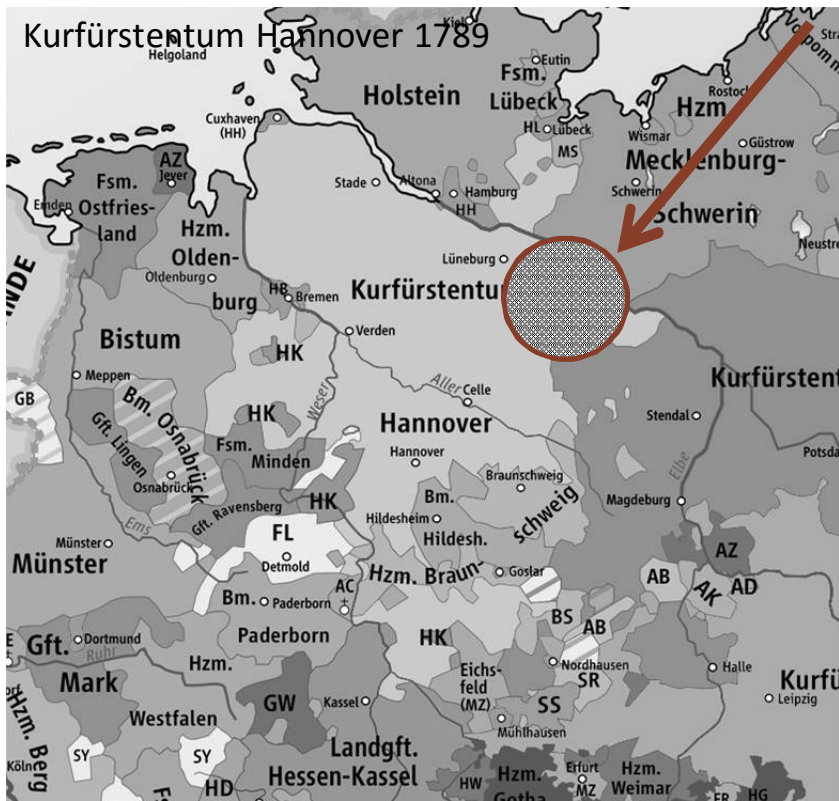 Kurfürstentum Hannover 1789
Helgoland
Kiel
Eutin
Fsm.
Lübeck
Holstein
Rostock
Hzm
Cuxhaven
(HH)
HL
Lübeck
MS
Wismar
Güstrow
Mecklenburg-
Schwerin
Schwerin
AZ
Jever
Fsm.
Ostfries-
land
Emden
Stade
Altona
Hamburg
HH
Neustre
Hzm.
Olden-
burg
Oldenburg
Lüneburg
HB
Bremen
Kurfürstentu
Verden
Bistum
HK
Meppen
GB
Bm. Osnabrück
Gft. Lingen
Osnabrück
HK
Weser
Aller
Celle
Kurfürstent
Hannover
Hannover
Stendal
Potsda
Fsm.
Minden
Elbe
Braunschweig
Bm.
Hildesheim
Hildesh.
schweig
Magdeburg
Gft. Ravensberg
HK
Ems
Münster
Münster
FL
Detmold
Hzm. Braun-
Goslar
AZ
AB
AK
AD
Bm.
Paderborn
Paderborn
AC
BS
AB
HK
Gft.
Dortmund
Ruhr
Hzm.
Nordhausen
Halle
Eichs-
feld
(MZ)
SR
Kurfü
Leipzig
Mark
Westfalen
GW
Kassel
SS
Mühlhausen
Hzm. Berg
Köln
SY
SY
HD
Landgft.
Hessen-Kassel
HW
Hzm.
Gotha
Erfurt
MZ
Hzm.
Weimar
HG